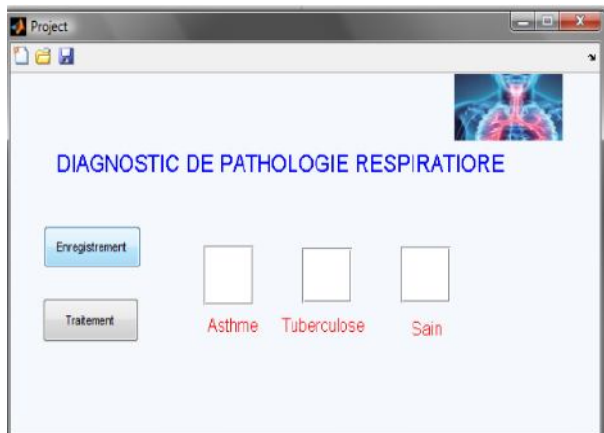 Project
DIAGNOSTIC DE PATHOLOGIE RESPIRATIORE
Enregistrement
Traitement
Asthme Tuberculose Sain